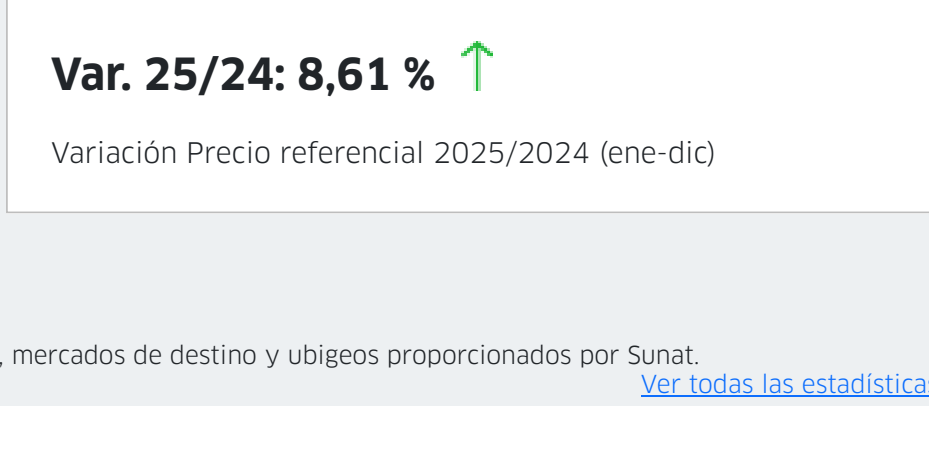 Var. 25/24: 8,61 %
Variación Precio referencial 2025/2024 (ene-dic)
, mercados de destino y ubigeos proporcionados por Sunat.
Ver todas las estadísticas